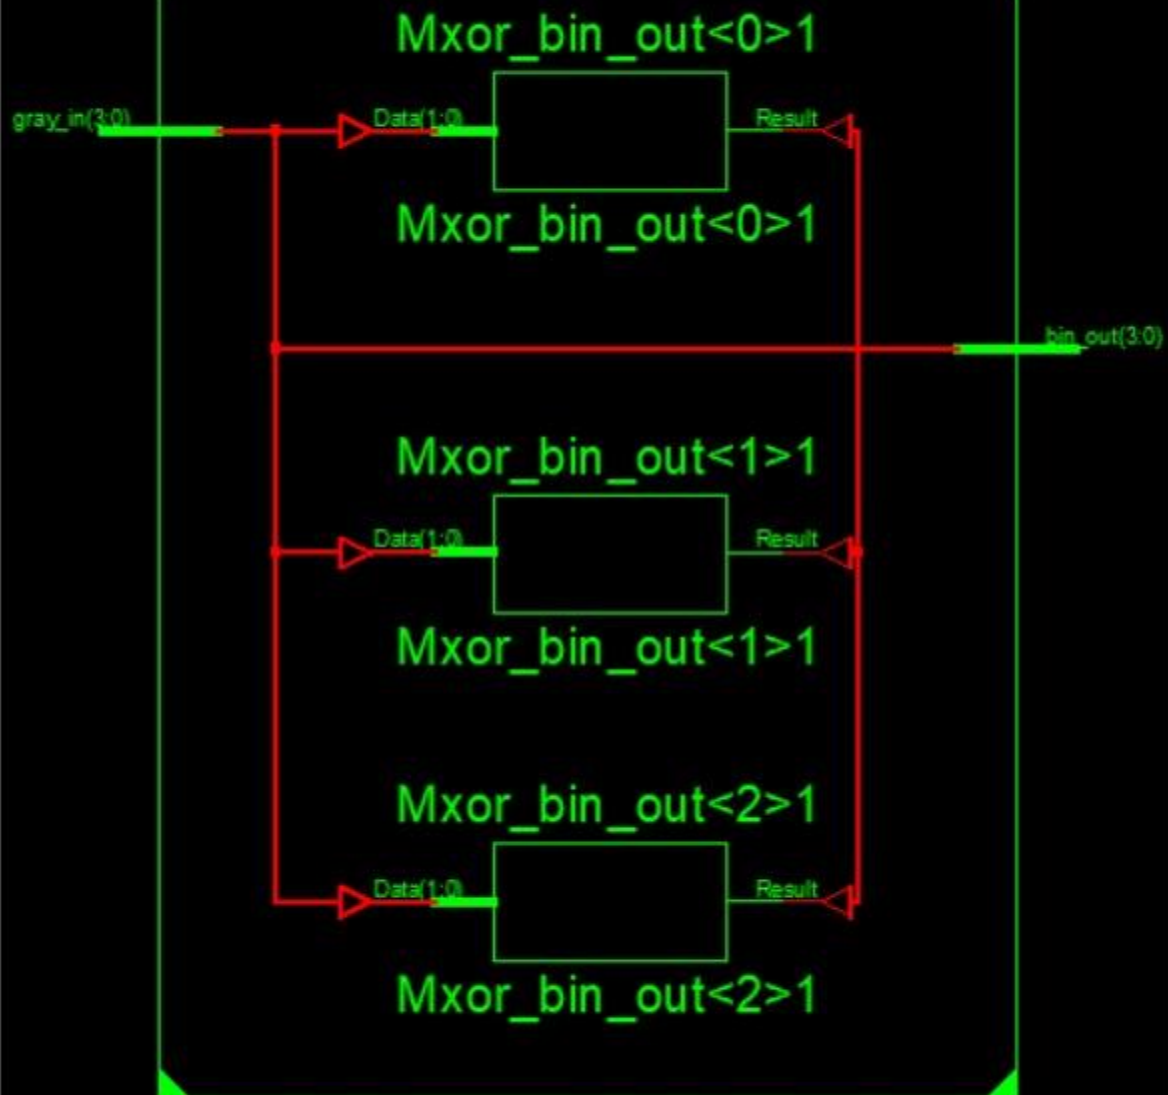 Mxor_bin_out<0>1
gray_in(3:0)
Data(1:0)
Result
Mxor_bin_out<0>1
bin_out(3:0)
Mxor_bin_out<1>1
Data(1:0)
Result
Mxor_bin_out<1>1
Mxor_bin_out<2>1
Data(1:0)
Result
Mxor_bin_out<2>1